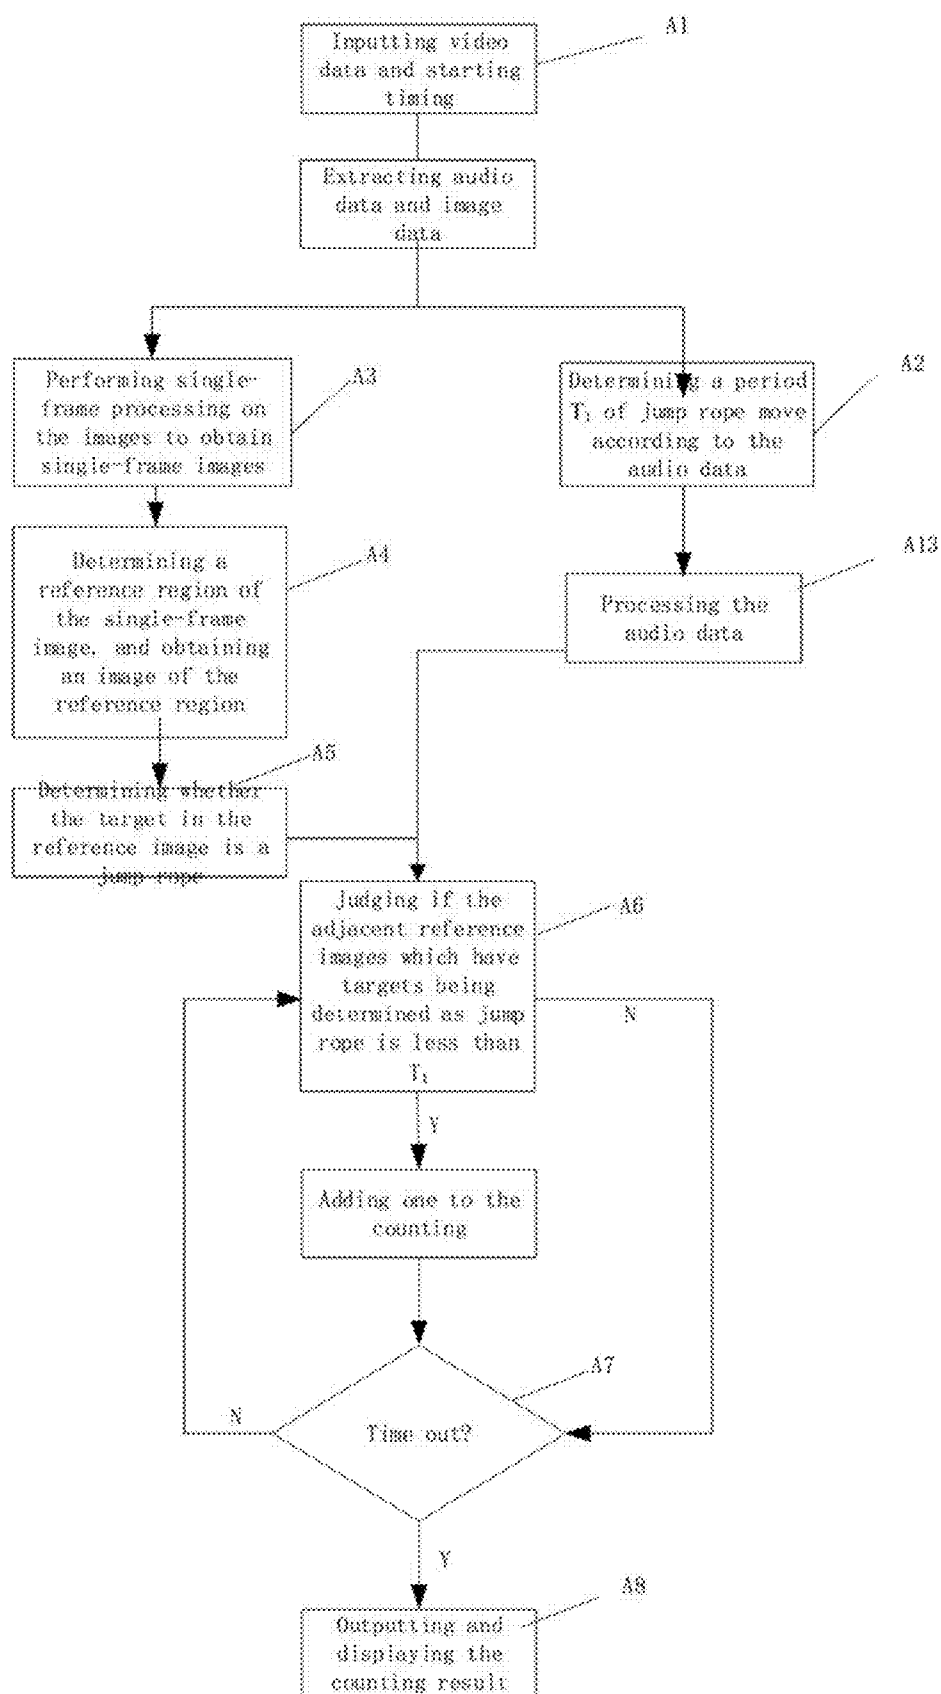 A1
Inputting video
data and starting
timing
Extracting audio
data and image
data
A3
Performing single-
frame processing on
the images to obtain
single-frame images
A2
Determining a period
T₁ of jump rope move
according to the
audio data
A4
Determining a
reference region of
the single-frame
image, and obtaining
an image of the
reference region
A13
Processing the
audio data
A5
Determining whether
the target in the
reference image is a
jump rope
A6
Judging if the
adjacent reference
images which have
targets being
determined as jump
rope is less than
T₁
N
Y
Adding one to the
counting
A7
Time out?
N
Y
A8
Outputting and
displaying the
counting result